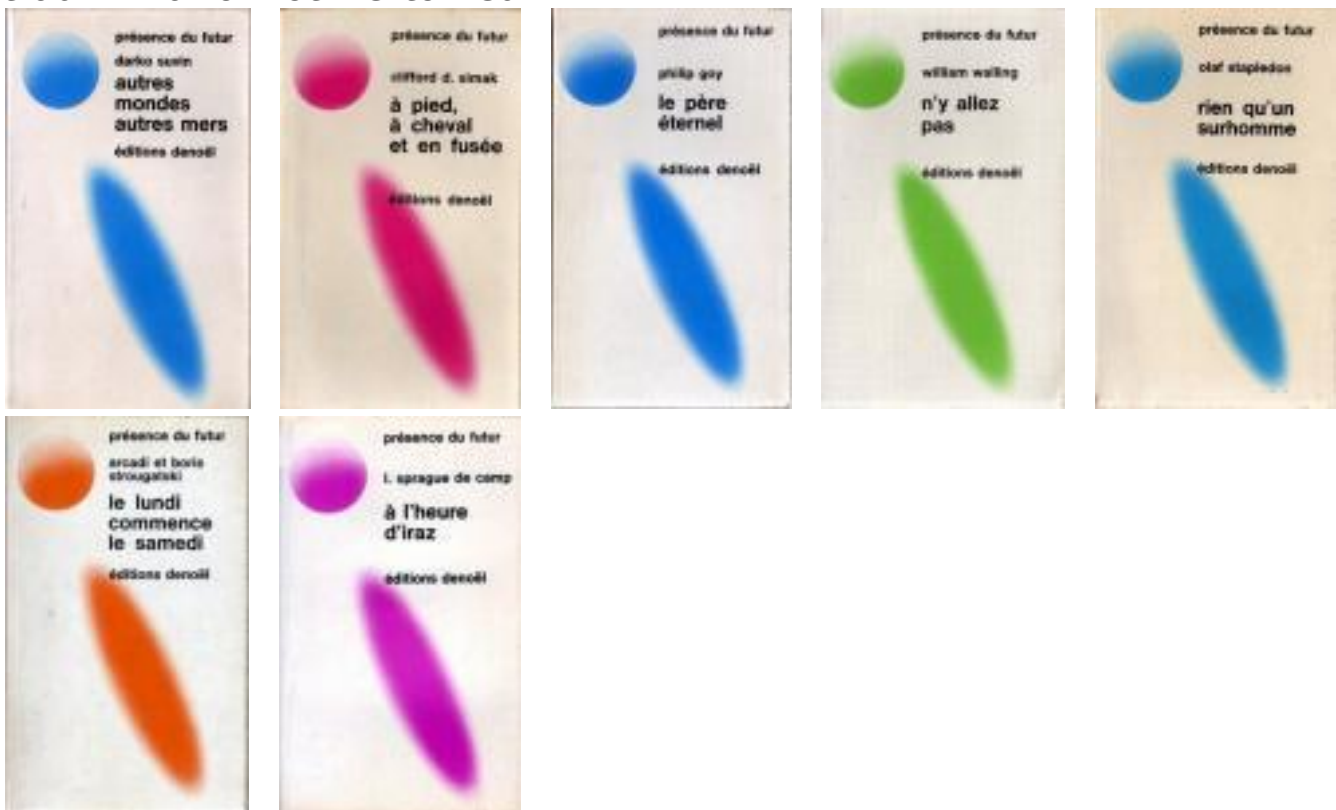 présence du futur
darko suvin
autres
mondes
autres mers
éditions denoël
présence du futur
clifford d. simak
à pied,
à cheval
et en fusée
éditions denoël
présence du futur
philip goy
le père
éternel
éditions denoël
présence du futur
william walling
n'y allez
pas
éditions denoël
présence du futur
olaf stapledon
rien qu'un
surhomme
éditions denoël
présence du futur
arcadi et boris
strougatski
le lundi
commence
le samedi
éditions denoël
présence du futur
l. sprague de camp
à l'heure
d'iraz
éditions denoël